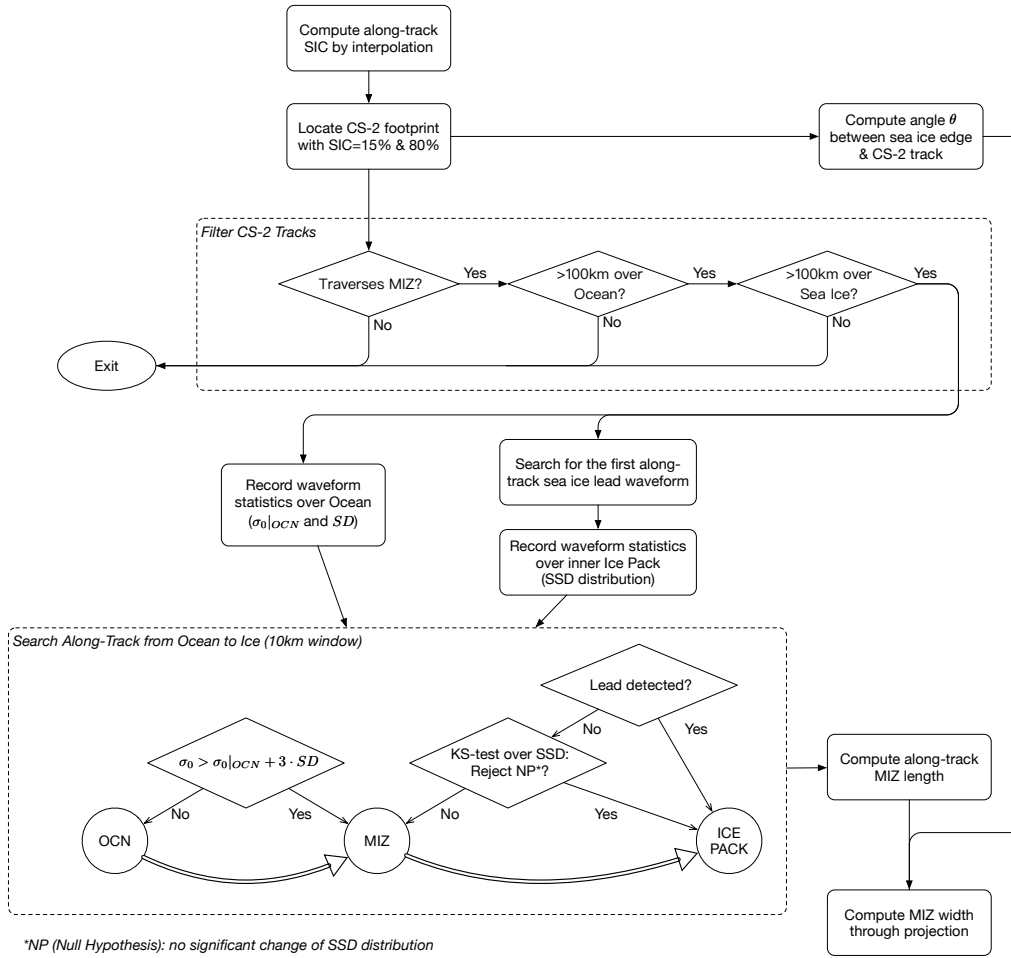 Compute along-track
SIC by interpolation
Locate CS-2 footprint
with SIC=15% & 80%
Compute angle θ
between sea ice edge
& CS-2 track
Filter CS-2 Tracks
Traverses MIZ?
Yes
>100km over
Ocean?
Yes
>100km over
Sea Ice?
Yes
No
No
No
Exit
Record waveform
statistics over Ocean
(σ₀|OCN and SD)
Search for the first along-
track sea ice lead waveform
Record waveform statistics
over inner Ice Pack
(SSD distribution)
Search Along-Track from Ocean to Ice (10km window)
Lead detected?
No
Yes
σ₀ > σ₀|OCN + 3 · SD
KS-test over SSD:
Reject NP*?
No
Yes
No
Yes
OCN
MIZ
ICE
PACK
Compute along-track
MIZ length
Compute MIZ width
through projection
*NP (Null Hypothesis): no significant change of SSD distribution